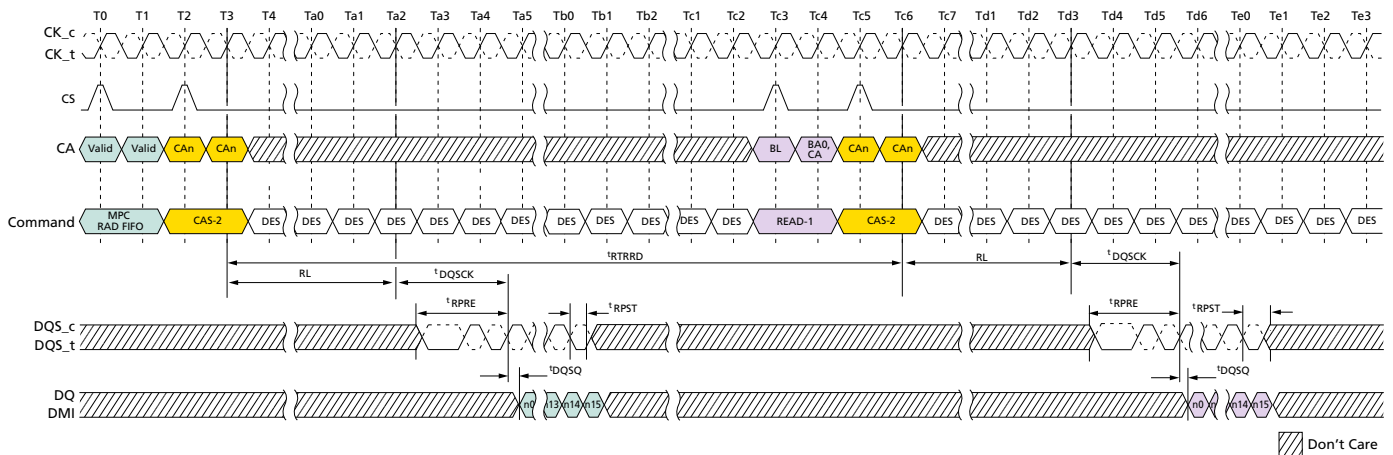 T0 T1 T2 T3 T4 Ta0 Ta1 Ta2 Ta3 Ta4 Ta5 Tb0 Tb1 Tb2 Tc1 Tc2 Tc3 Tc4 Tc5 Tc6 Tc7 Td1 Td2 Td3 Td4 Td5 Td6 Te0 Te1 Te2 Te3
CK_c
CK_t
CS
CA Valid Valid CAn CAn BL BA0, CA CAn CAn
Command MPC RAD FIFO CAS-2 DES DES DES DES DES DES DES DES DES DES DES DES READ-1 CAS-2 DES DES DES DES DES DES DES DES DES DES DES
tRTRRD
RL tDQSCK RL tDQSCK
tRPRE tRPST tRPRE tRPST
DQS_c
DQS_t
tDQSQ tDQSQ
DQ
DMI
n0 n13 n14 n15 n0 n n14 n15
Don't Care